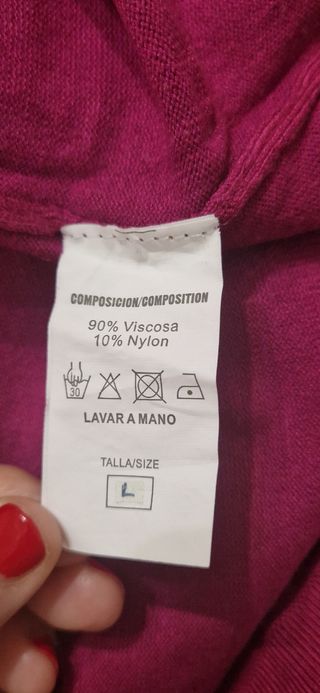 COMPOSICION/COMPOSITION
90% Viscosa
10% Nylon
30
LAVAR A MANO
TALLA/SIZE
L